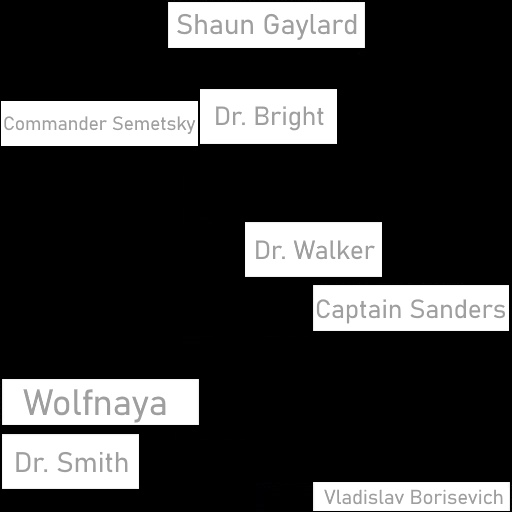 Shaun Gaylard
Commander Semetsky
Dr. Bright
Dr. Walker
Captain Sanders
Wolfnaya
Dr. Smith
Vladislav Borisevich